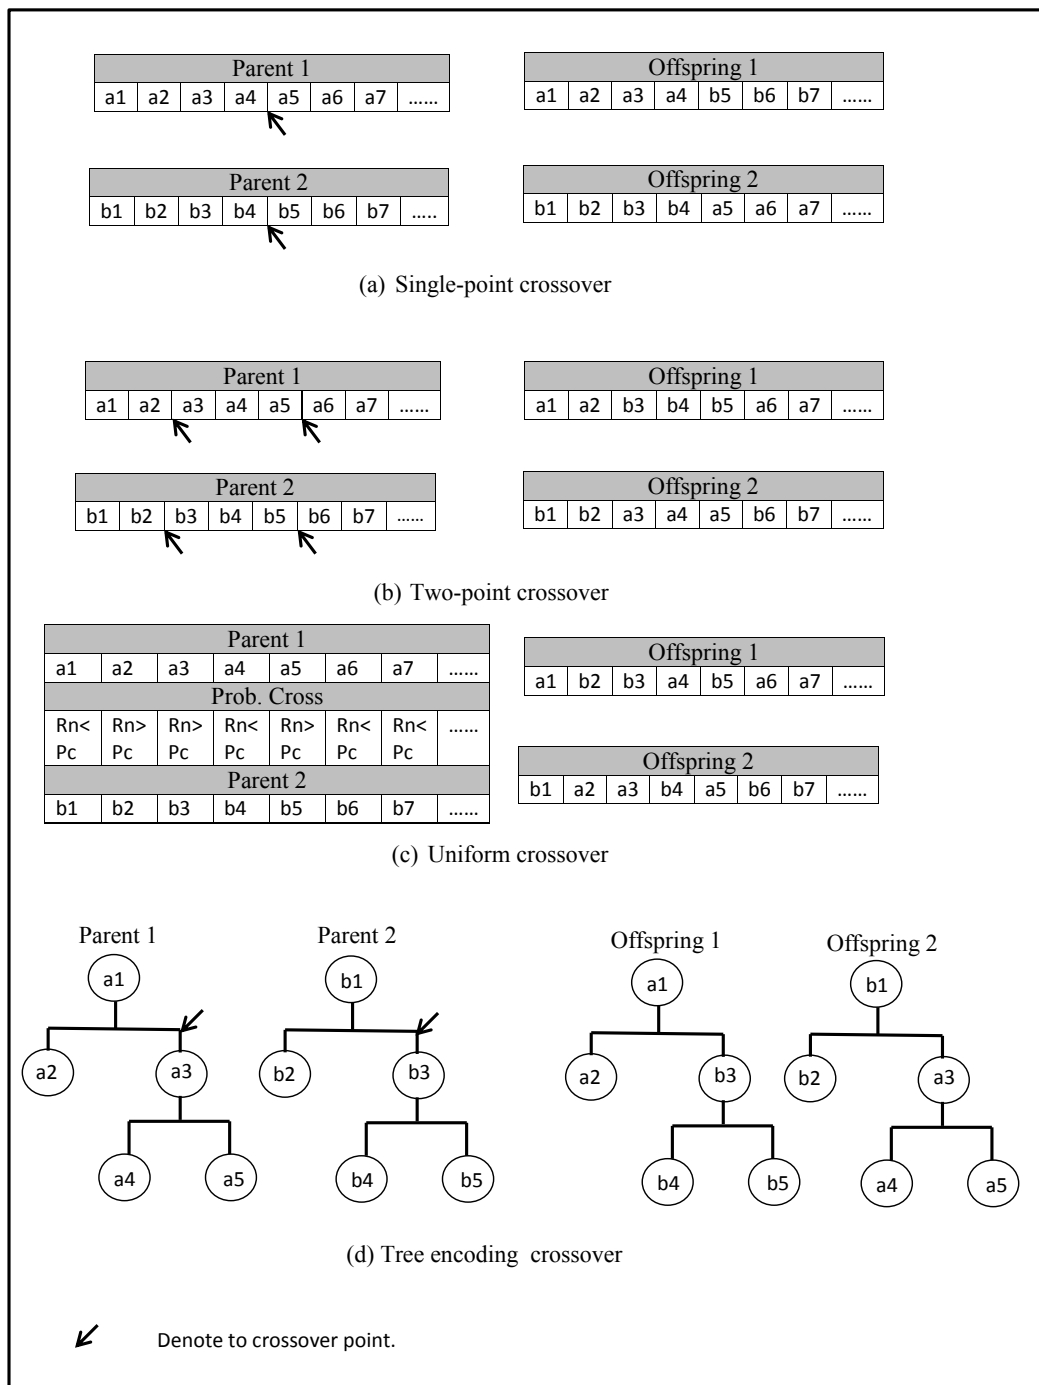 Parent 1
a1 a2 a3 a4 a5 a6 a7 ......
Offspring 1
a1 a2 a3 a4 b5 b6 b7 ......
Parent 2
b1 b2 b3 b4 b5 b6 b7 .....
Offspring 2
b1 b2 b3 b4 a5 a6 a7 ......
(a) Single-point crossover
Parent 1
a1 a2 a3 a4 a5 a6 a7 ......
Offspring 1
a1 a2 b3 b4 b5 a6 a7 ......
Parent 2
b1 b2 b3 b4 b5 b6 b7 ......
Offspring 2
b1 b2 a3 a4 a5 b6 b7 ......
(b) Two-point crossover
Parent 1
a1 a2 a3 a4 a5 a6 a7 ......
Prob. Cross
Rn< Rn> Rn> Rn< Rn> Rn< Rn< ......
Pc Pc Pc Pc Pc Pc Pc
Parent 2
b1 b2 b3 b4 b5 b6 b7 ......
Offspring 1
a1 b2 b3 a4 b5 a6 a7 ......
Offspring 2
b1 a2 a3 b4 a5 b6 b7 ......
(c) Uniform crossover
Parent 1
a1
a2 a3
a4 a5
Parent 2
b1
b2 b3
b4 b5
Offspring 1
a1
a2 b3
b4 b5
Offspring 2
b1
b2 a3
a4 a5
(d) Tree encoding crossover
Denote to crossover point.